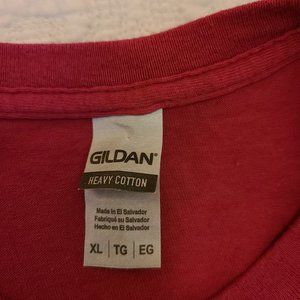 GILDAN®
HEAVY COTTON
Made in El Salvador
Fabriqué au Salvador
Hecho en El Salvador
XL | TG | EG